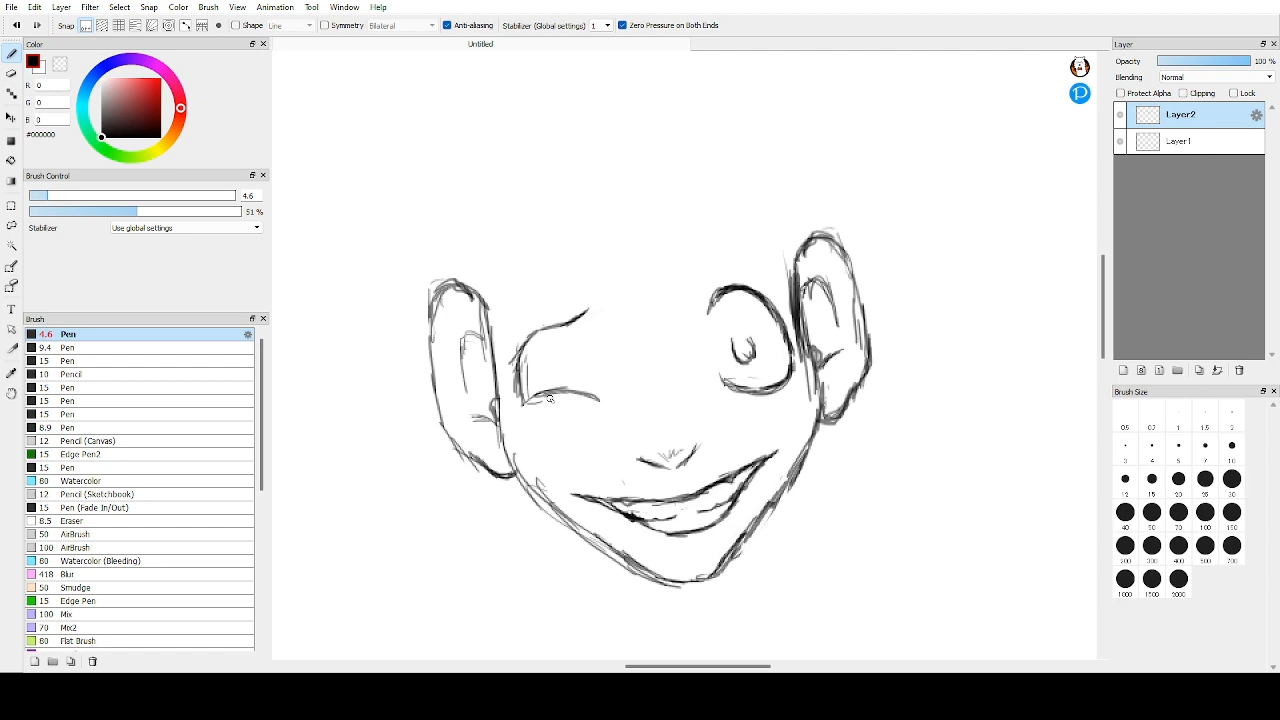 File Edit Layer Filter Select Snap Color Brush View Animation Tool Window Help
Snap Shape Line Symmetry Bilateral Anti-aliasing Stabilizer (Global settings) 1 Zero Pressure on Both Ends
Color
Untitled
Layer
R 0
G 0
B 0
#000000
Opacity 100 %
Blending Normal
Protect Alpha Clipping Lock
Layer2
Layer1
Brush Control
4.6
51 %
Stabilizer Use global settings
Brush
4.6 Pen
9.4 Pen
15 Pen
10 Pencil
15 Pen
15 Pen
15 Pen
8.9 Pen
12 Pencil (Canvas)
15 Edge Pen2
15 Pen
80 Watercolor
12 Pencil (Sketchbook)
15 Pen (Fade In/Out)
8.5 Eraser
50 AirBrush
100 AirBrush
80 Watercolor (Bleeding)
418 Blur
50 Smudge
15 Edge Pen
100 Mix
70 Mix2
80 Flat Brush
Brush Size
0.5 0.7 1 1.5 2
3 4 5 7 10
12 15 20 25 30
40 50 70 100 150
200 300 400 500 700
1000 1500 2000